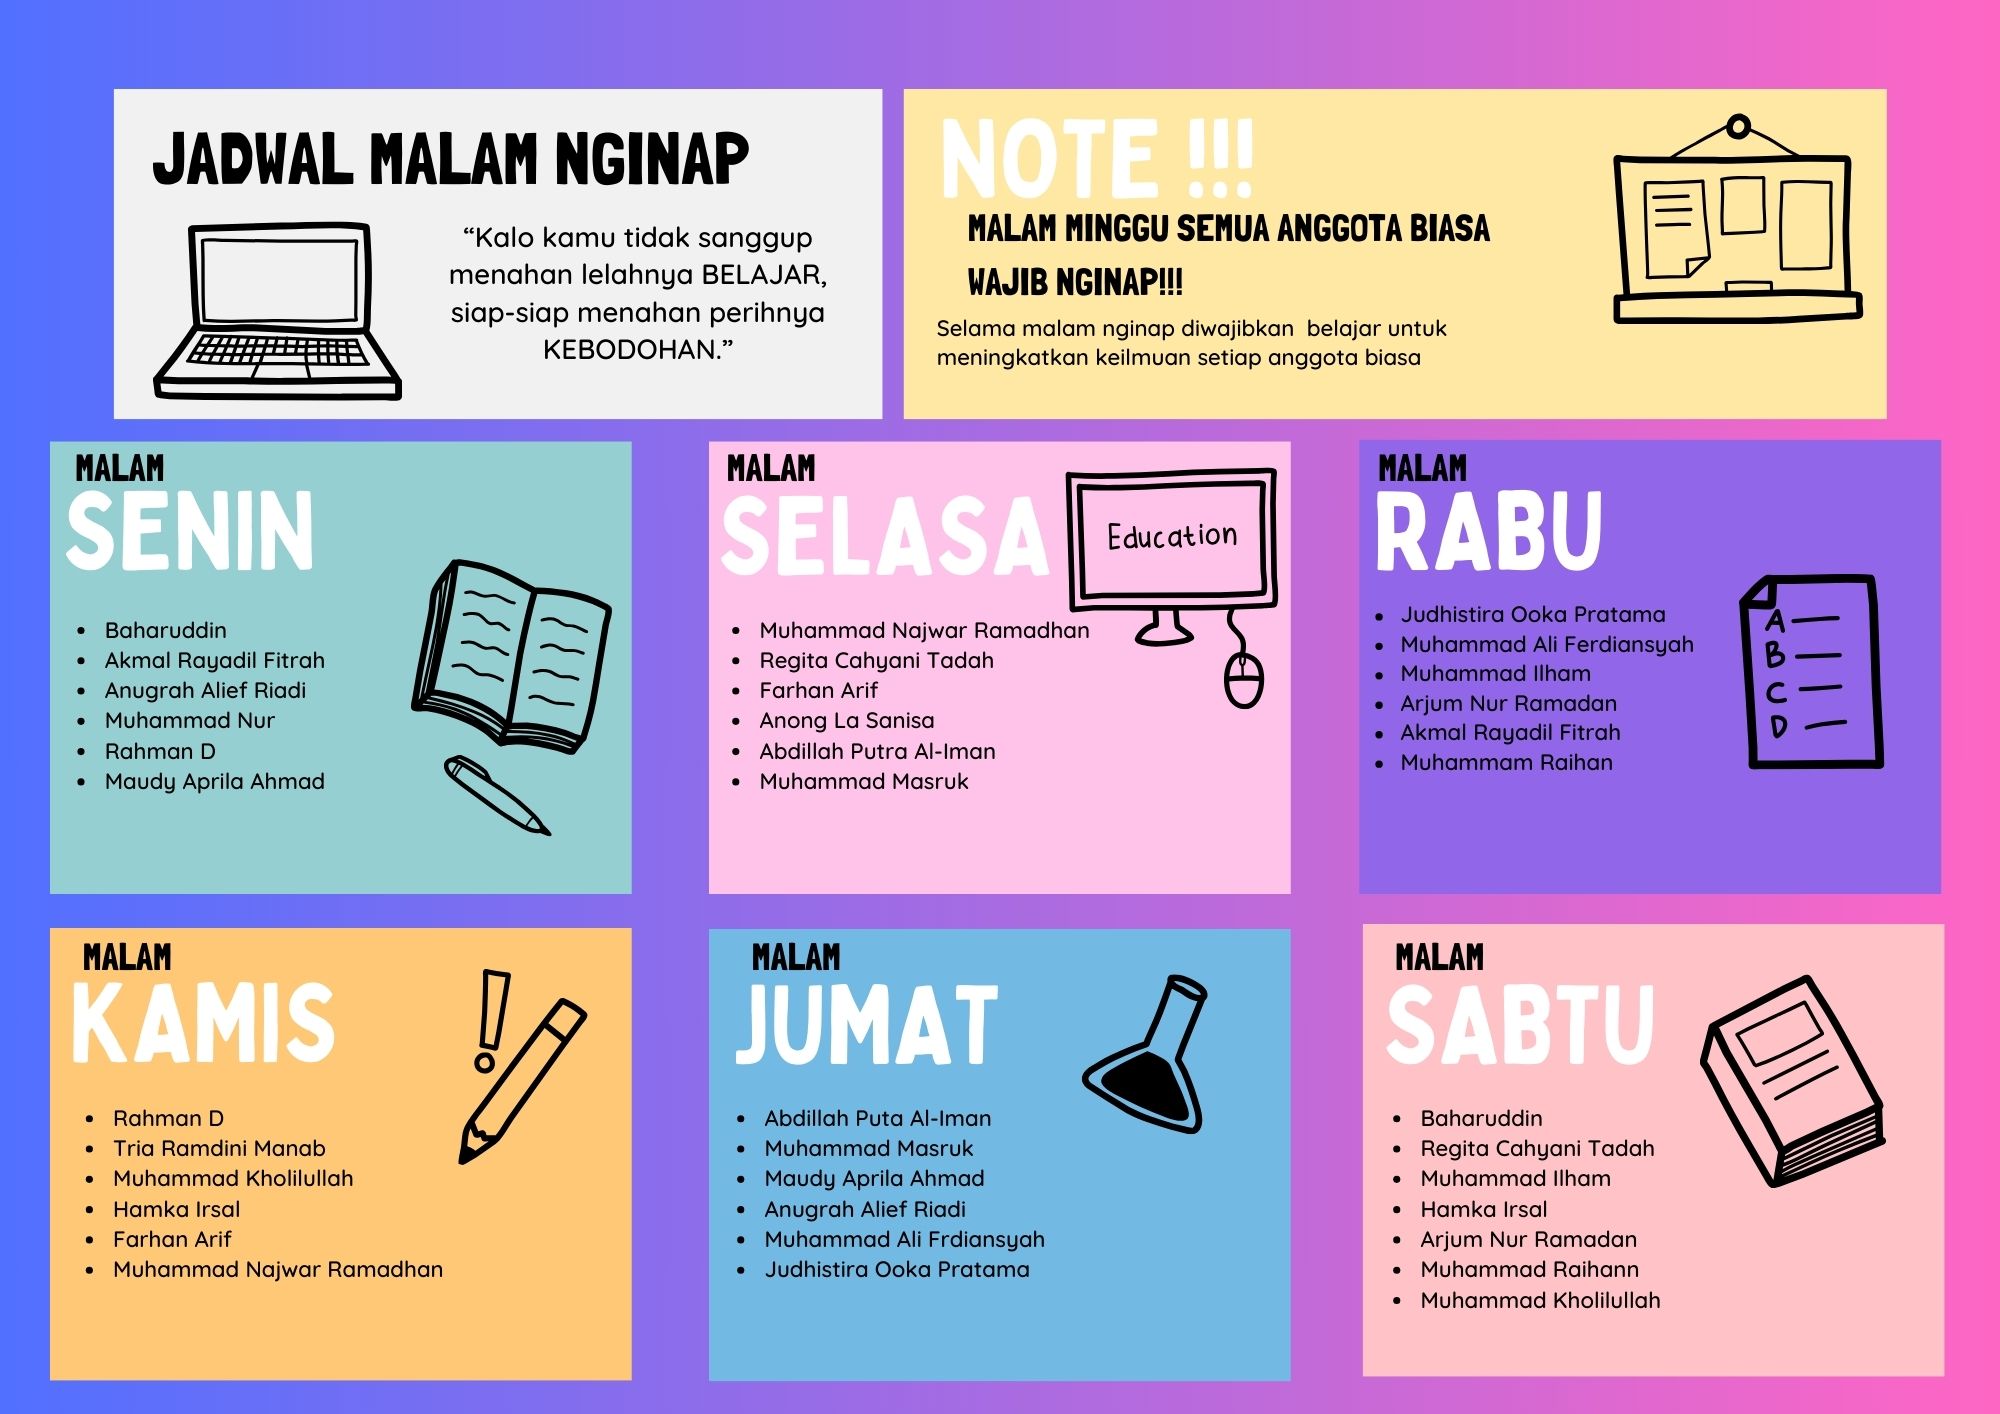 JADWAL MALAM NGINAP
“Kalo kamu tidak sanggup
menahan lelahnya BELAJAR,
siap-siap menahan perihnya
KEBODOHAN.”
NOTE !!!
MALAM MINGGU SEMUA ANGGOTA BIASA
WAJIB NGINAP!!!
Selama malam nginap diwajibkan  belajar untuk
meningkatkan keilmuan setiap anggota biasa
MALAM
SENIN
• Baharuddin
• Akmal Rayadil Fitrah
• Anugrah Alief Riadi
• Muhammad Nur
• Rahman D
• Maudy Aprila Ahmad
MALAM
SELASA
Education
• Muhammad Najwar Ramadhan
• Regita Cahyani Tadah
• Farhan Arif
• Anong La Sanisa
• Abdillah Putra Al-Iman
• Muhammad Masruk
MALAM
RABU
• Judhistira Ooka Pratama
• Muhammad Ali Ferdiansyah
• Muhammad Ilham
• Arjum Nur Ramadan
• Akmal Rayadil Fitrah
• Muhammam Raihan
A
B
C
D
MALAM
KAMIS
• Rahman D
• Tria Ramdini Manab
• Muhammad Kholilullah
• Hamka Irsal
• Farhan Arif
• Muhammad Najwar Ramadhan
MALAM
JUMAT
• Abdillah Puta Al-Iman
• Muhammad Masruk
• Maudy Aprila Ahmad
• Anugrah Alief Riadi
• Muhammad Ali Frdiansyah
• Judhistira Ooka Pratama
MALAM
SABTU
• Baharuddin
• Regita Cahyani Tadah
• Muhammad Ilham
• Hamka Irsal
• Arjum Nur Ramadan
• Muhammad Raihann
• Muhammad Kholilullah